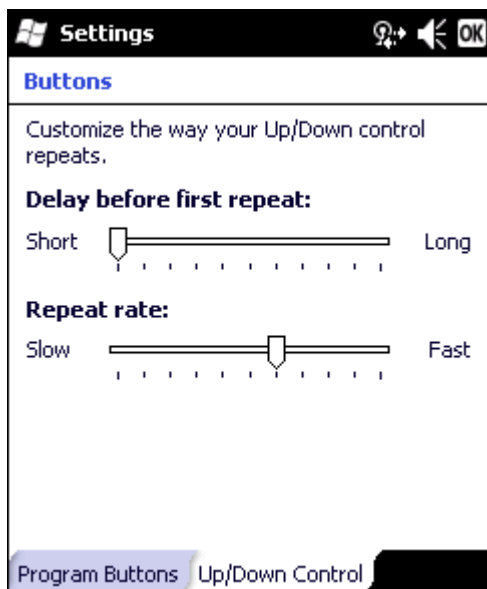 Settings
OK
Buttons
Customize the way your Up/Down control
repeats.
Delay before first repeat:
Short Long
Repeat rate:
Slow Fast
Program Buttons Up/Down Control